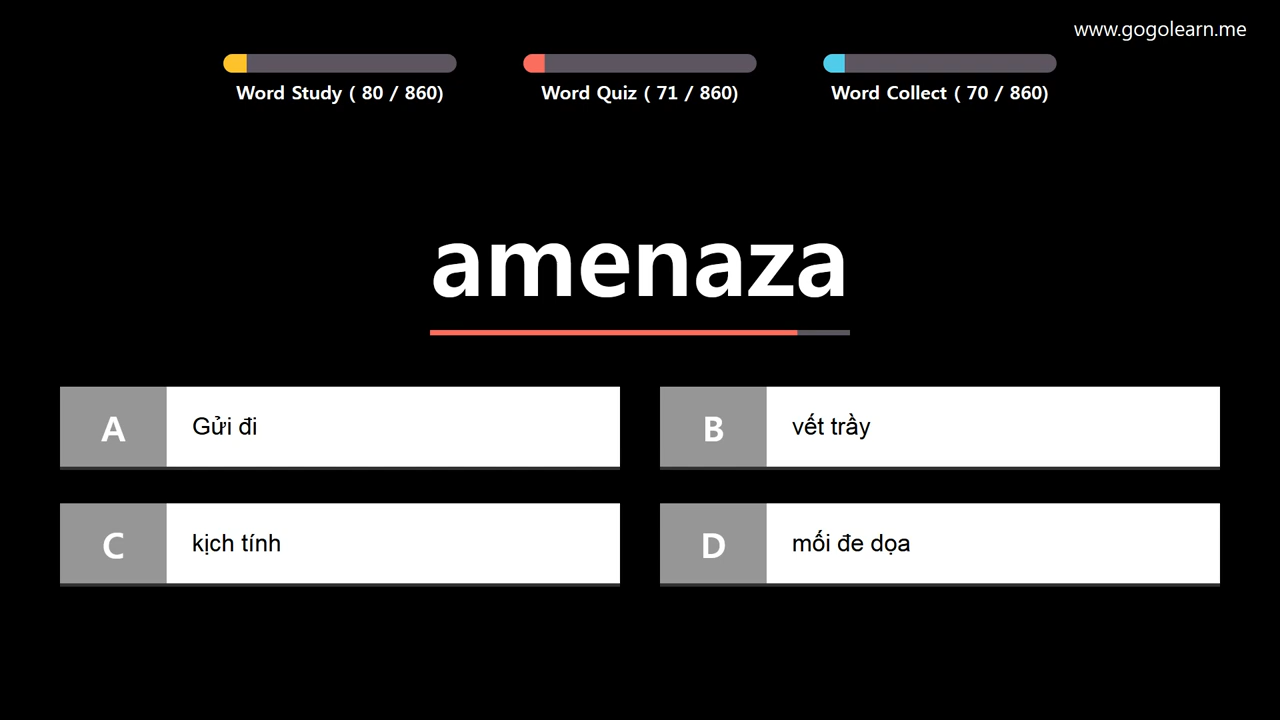 www.gogolearn.me
Word Study ( 80 / 860)
Word Quiz ( 71 / 860)
Word Collect ( 70 / 860)
amenaza
A
Gửi đi
B
vết trầy
C
kịch tính
D
mối đe dọa